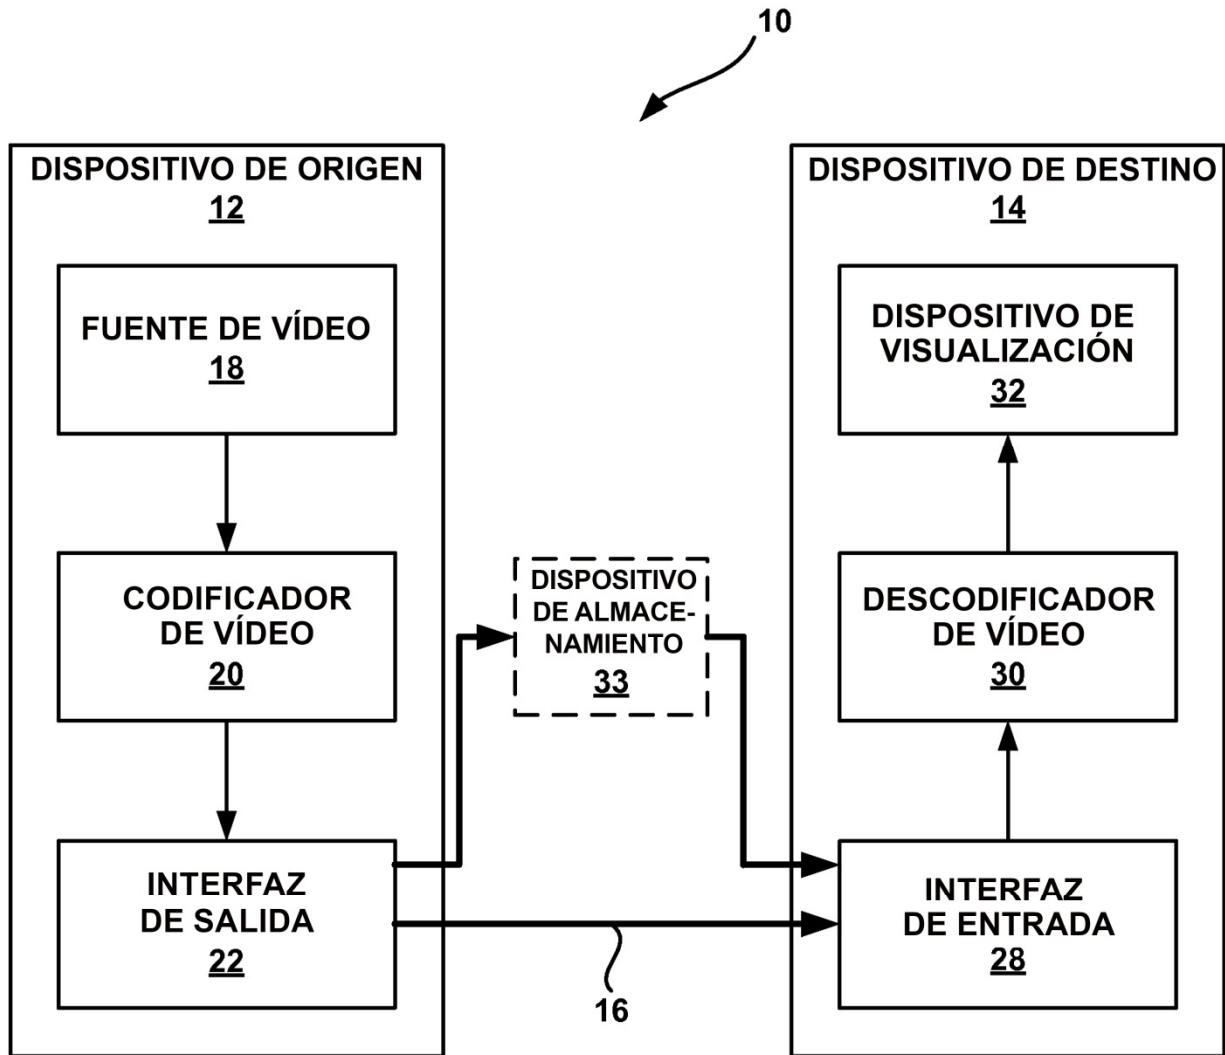 10
DISPOSITIVO DE ORIGEN
12
FUENTE DE VÍDEO
18
CODIFICADOR
DE VÍDEO
20
INTERFAZ
DE SALIDA
22
DISPOSITIVO
DE ALMACE-
NAMIENTO
33
16
DISPOSITIVO DE DESTINO
14
DISPOSITIVO DE
VISUALIZACIÓN
32
DESCODIFICADOR
DE VÍDEO
30
INTERFAZ
DE ENTRADA
28